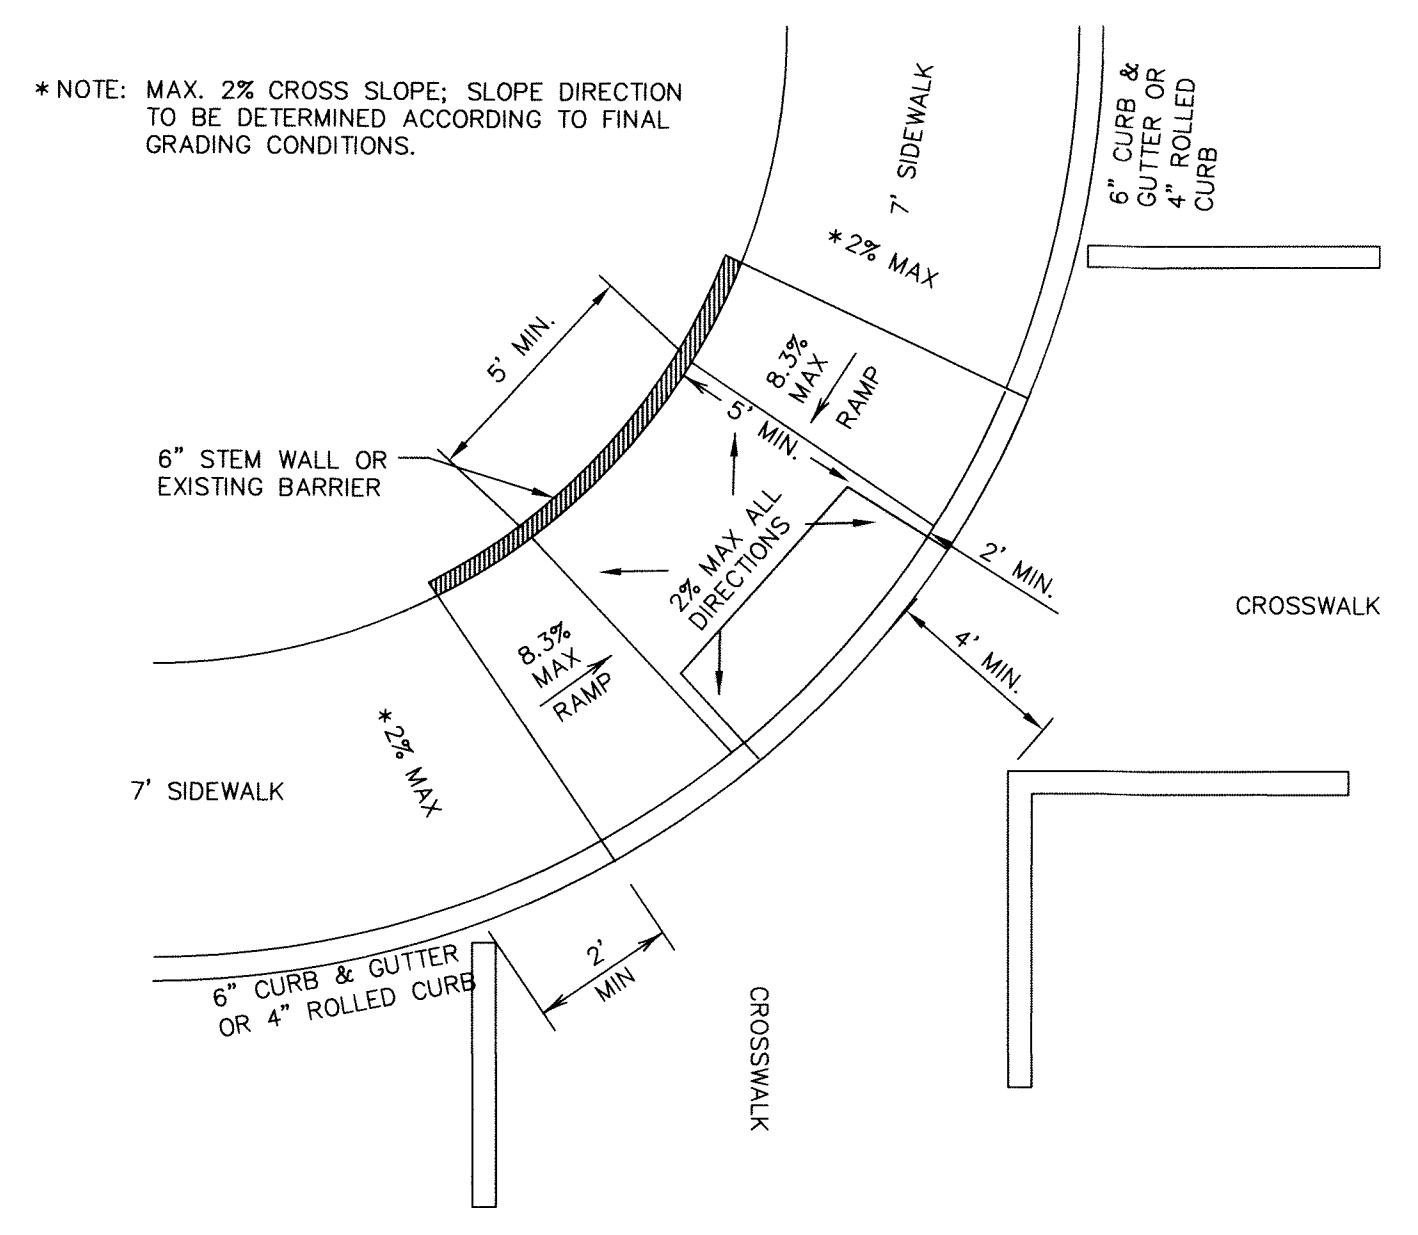 * NOTE: MAX. 2% CROSS SLOPE; SLOPE DIRECTION
TO BE DETERMINED ACCORDING TO FINAL
GRADING CONDITIONS.
7' SIDEWALK
*2% MAX
6" CURB &
GUTTER OR
4" ROLLED
CURB
5' MIN.
8.3%
MAX
RAMP
5' MIN.
6" STEM WALL OR
EXISTING BARRIER
2% MAX ALL
DIRECTIONS
2' MIN.
CROSSWALK
4' MIN.
8.3%
MAX
RAMP
*2% MAX
7' SIDEWALK
6" CURB & GUTTER
OR 4" ROLLED CURB
2'
MIN
CROSSWALK